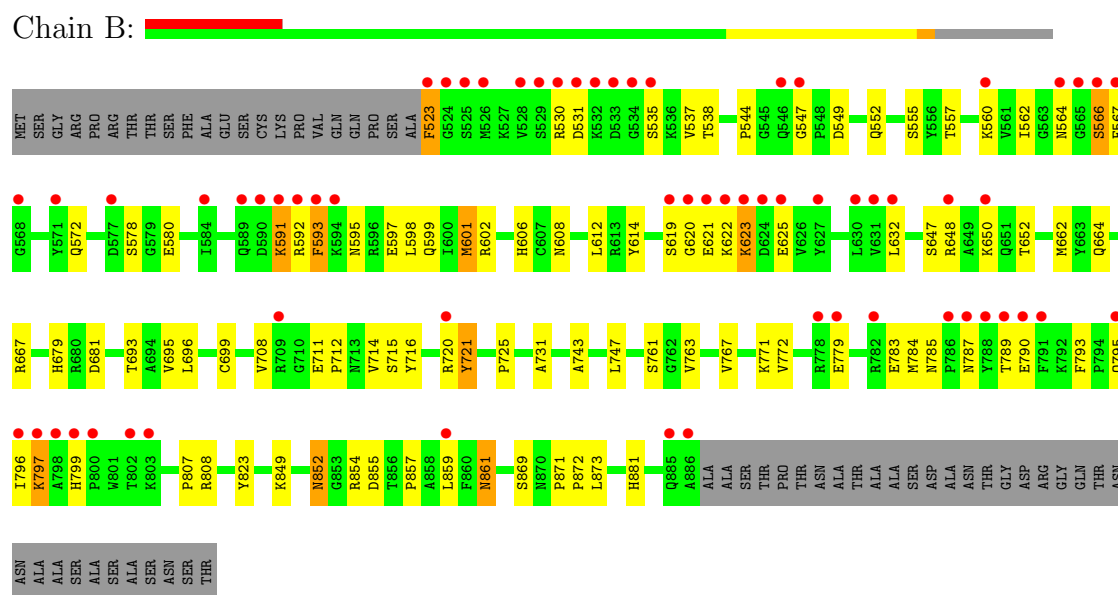 Chain B:
MET SER GLY ARG PRO ARG THR THR SER PHE ALA GLU SER CYS LYS PRO VAL GLN GLN PRO SER ALA F523 G524 S525 M526 K527 V528 S529 R530 D531 K532 D533 G534 S535 K536 V537 T538 P544 G545 Q546 G547 P548 D549 Q552 S555 Y556 T557 K560 V561 I562 G563 N564 G565 S566 F567
G568 Y571 Q572 D577 S578 G579 E580 I584 Q589 D590 K591 R592 F593 K594 N595 R596 E597 L598 Q599 I600 M601 R602 H606 C607 N608 L612 R613 Y614 S619 G620 E621 K622 K623 D624 E625 V626 Y627 L630 V631 L632 S647 R648 A649 K650 Q651 T652 M662 Y663 Q664
R667 H679 R680 D681 T693 A694 V695 L696 C699 V708 R709 G710 E711 P712 N713 V714 S715 Y716 R720 Y721 P725 A731 A743 L747 S761 G762 V763 V767 K771 V772 R778 E779 R782 E783 M784 N785 P786 N787 Y788 T789 E790 F791 K792 F793 P794 Q795
I796 K797 A798 H799 P800 W801 T802 K803 P807 R808 Y823 K849 N852 G853 R854 D855 T856 P857 A858 L859 F860 N861 S869 N870 P871 P872 L873 H881 Q885 A886 ALA ALA SER THR PRO THR ASN ALA THR ALA ALA SER ASP ALA ASN THR GLY ASP ARG GLY GLN THR ASN
ASN ALA ALA SER ALA SER ALA SER ASN SER THR